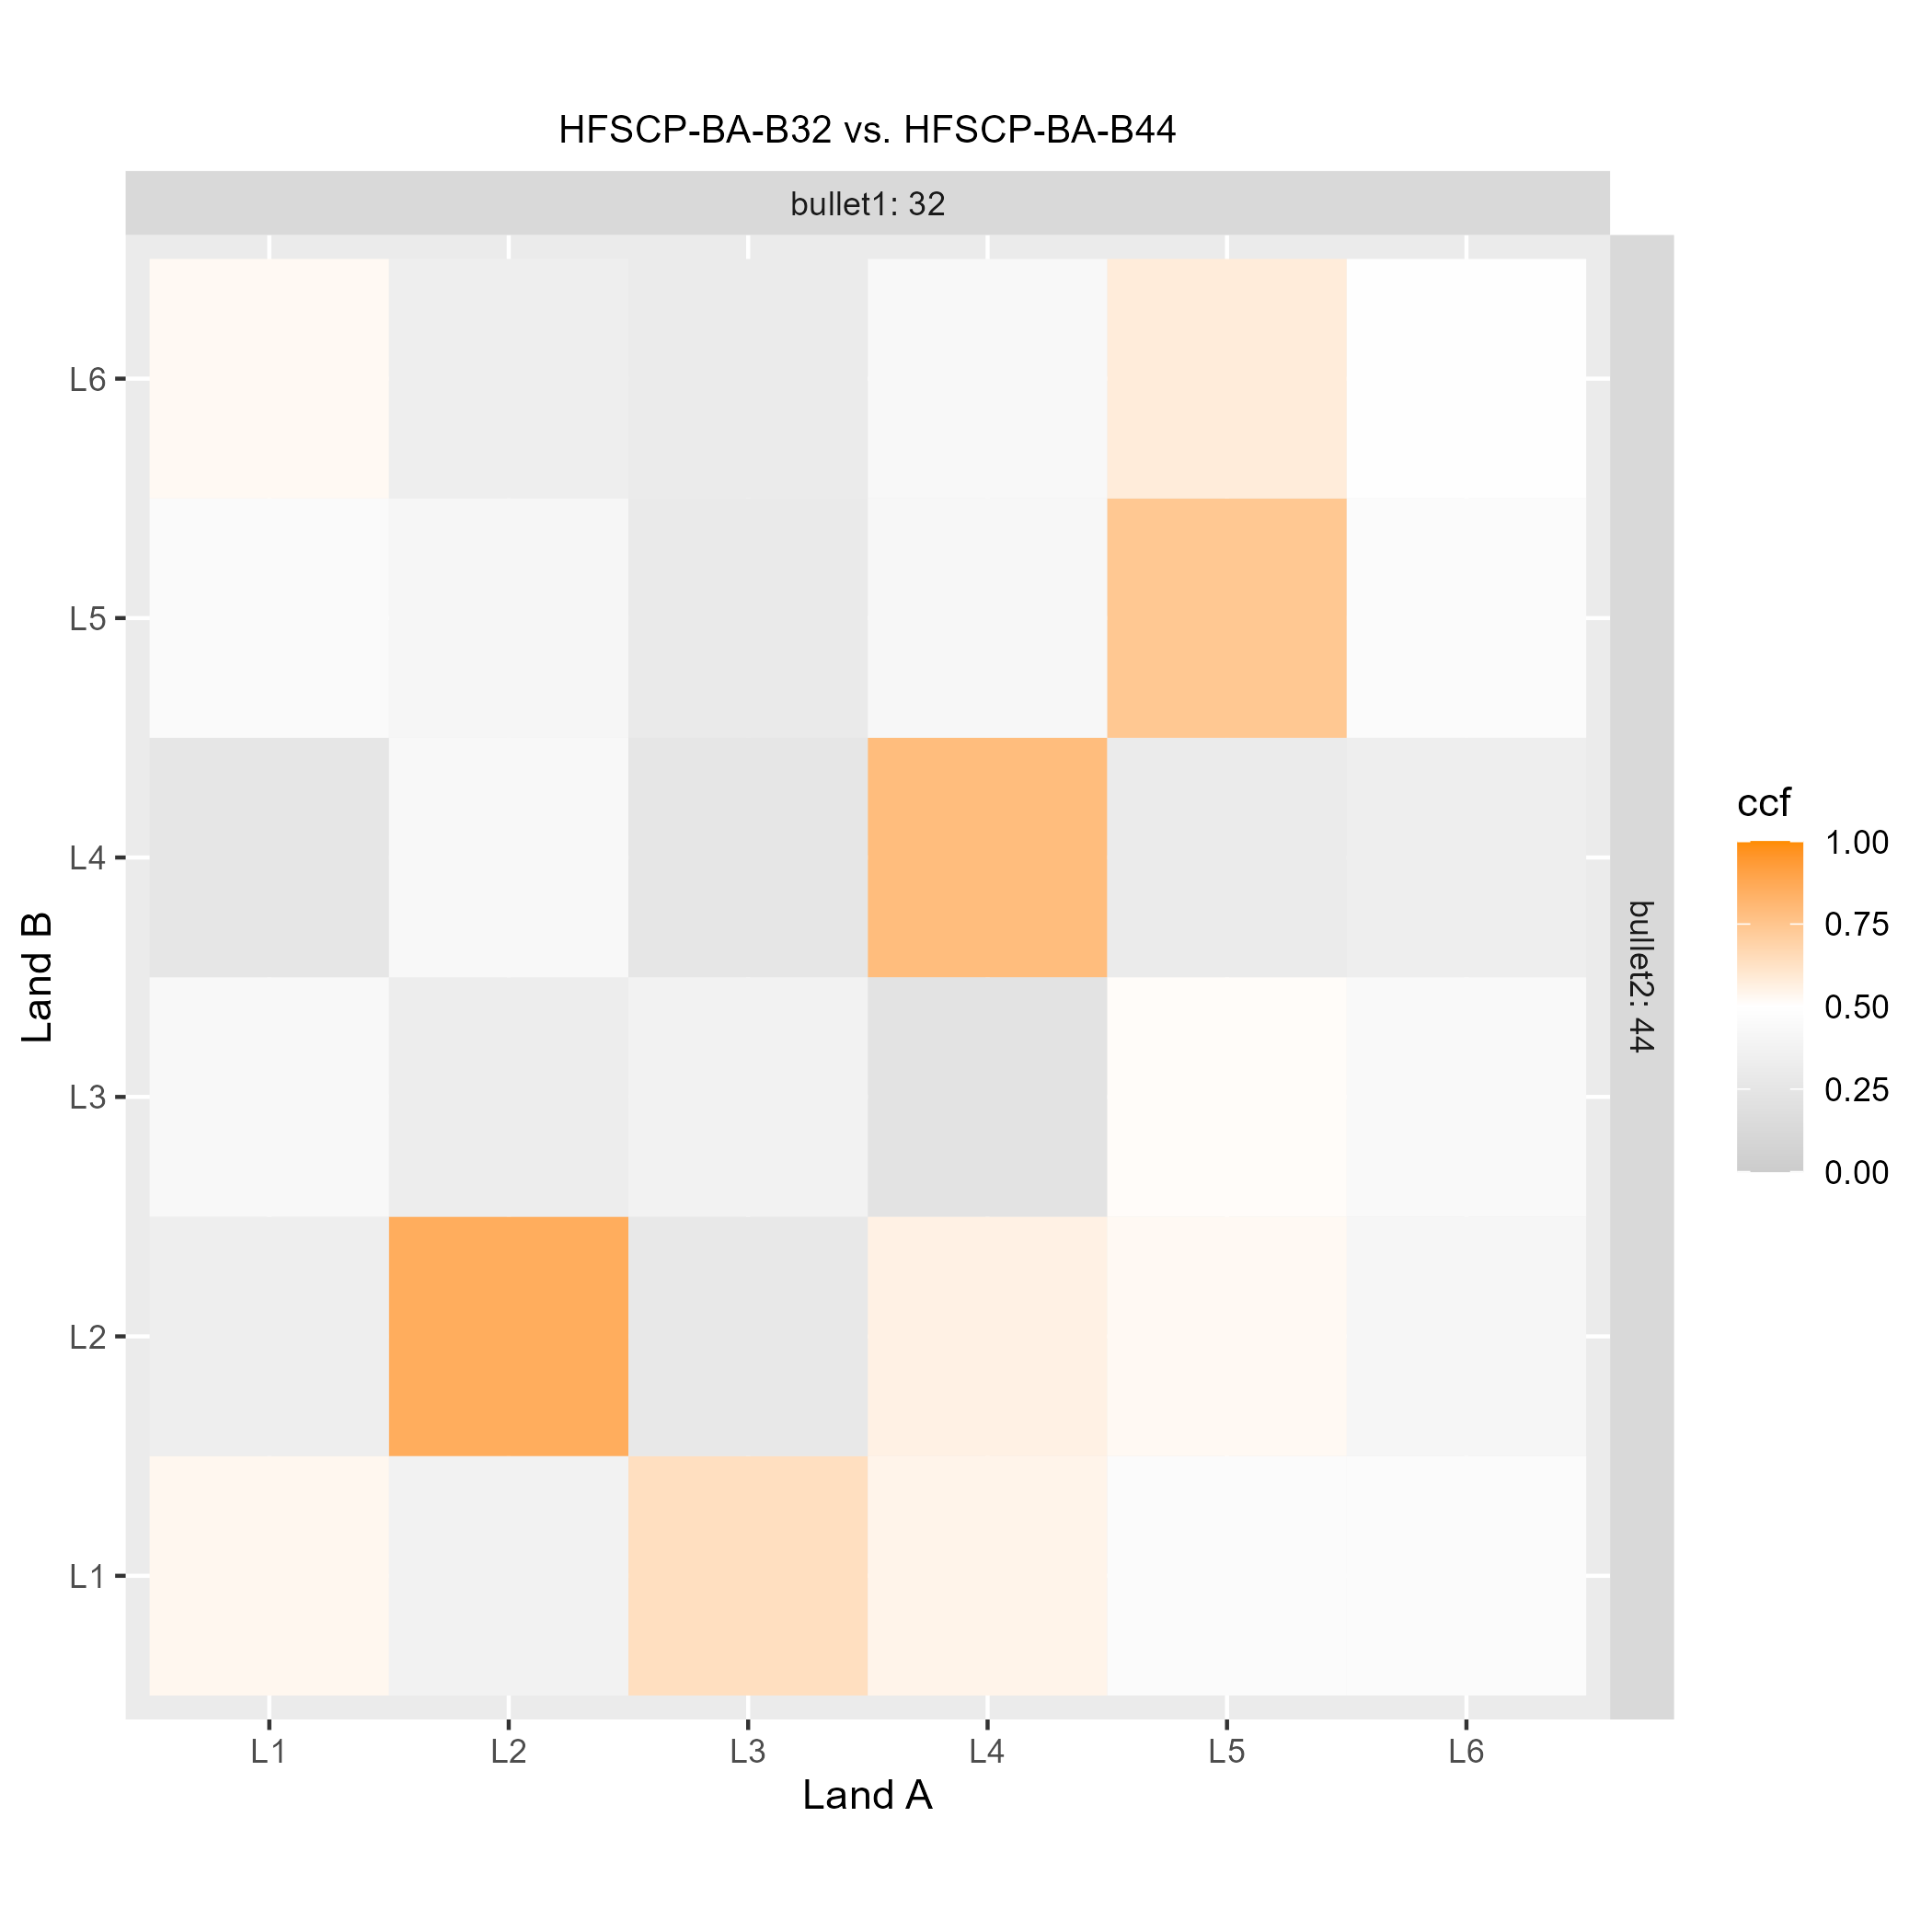 HFSCP-BA-B32 vs. HFSCP-BA-B44
bullet1: 32
L6
L5
L4
L3
L2
L1
Land B
bullet2: 44
ccf
1.00
0.75
0.50
0.25
0.00
L1 L2 L3 L4 L5 L6
Land A